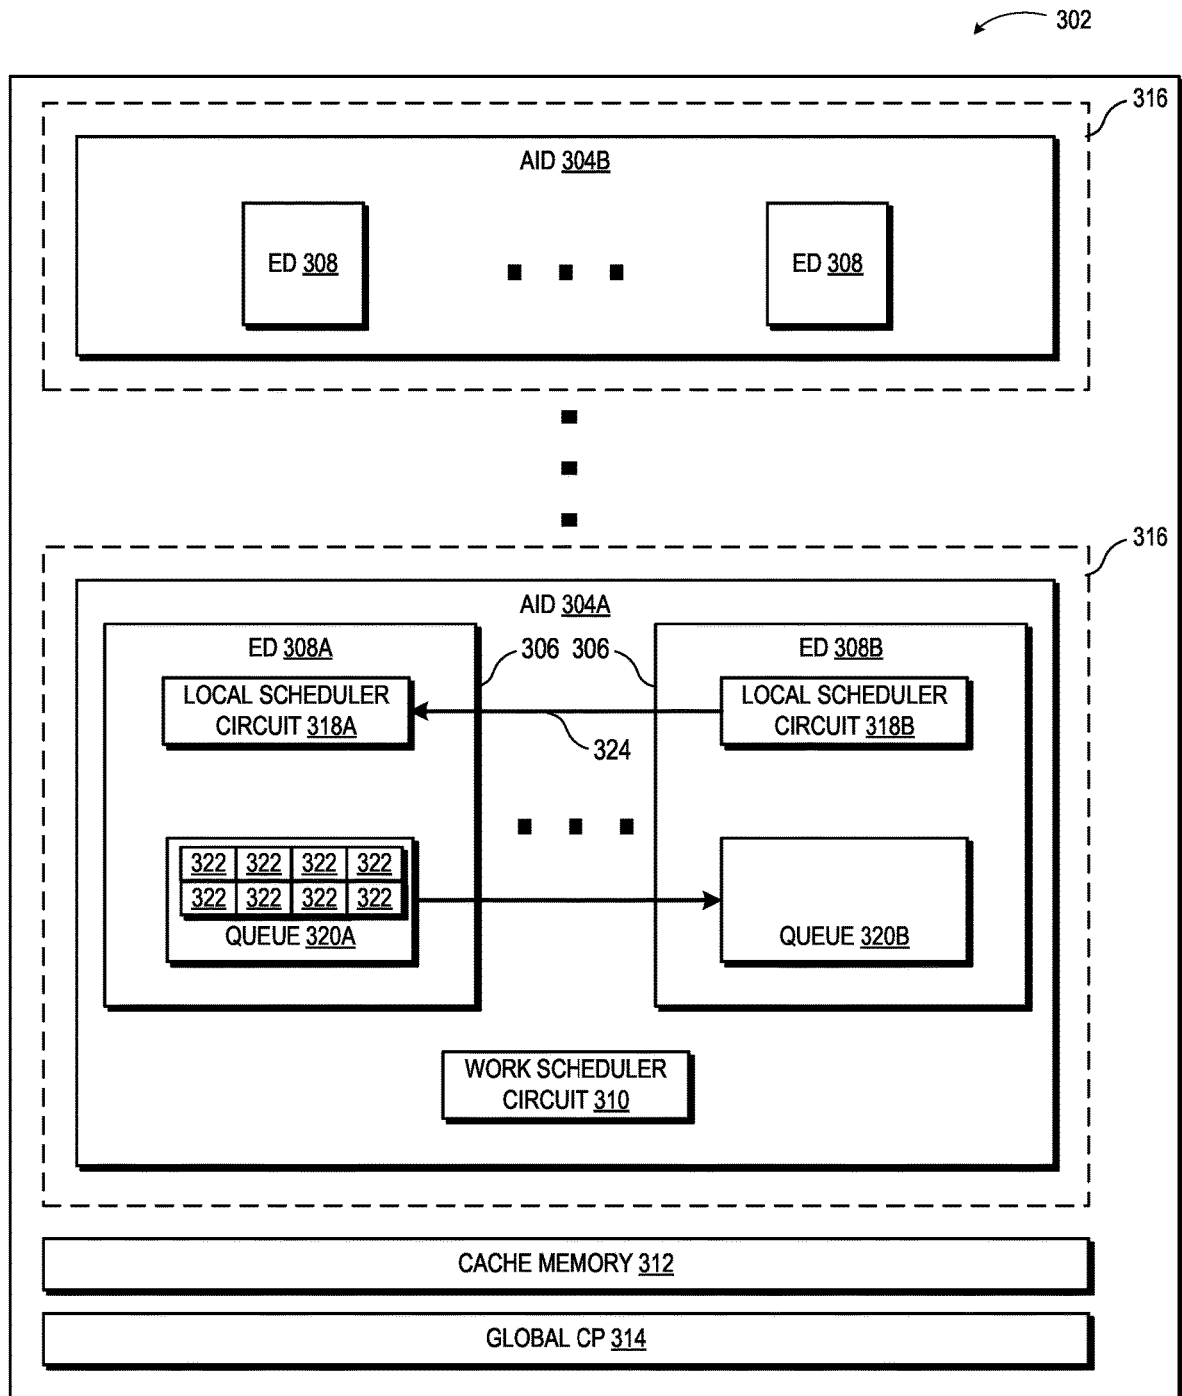 302
316
AID 304B
ED 308
ED 308
316
AID 304A
ED 308A
306
306
ED 308B
LOCAL SCHEDULER
CIRCUIT 318A
LOCAL SCHEDULER
CIRCUIT 318B
324
322 322 322 322
322 322 322 322
QUEUE 320A
QUEUE 320B
WORK SCHEDULER
CIRCUIT 310
CACHE MEMORY 312
GLOBAL CP 314